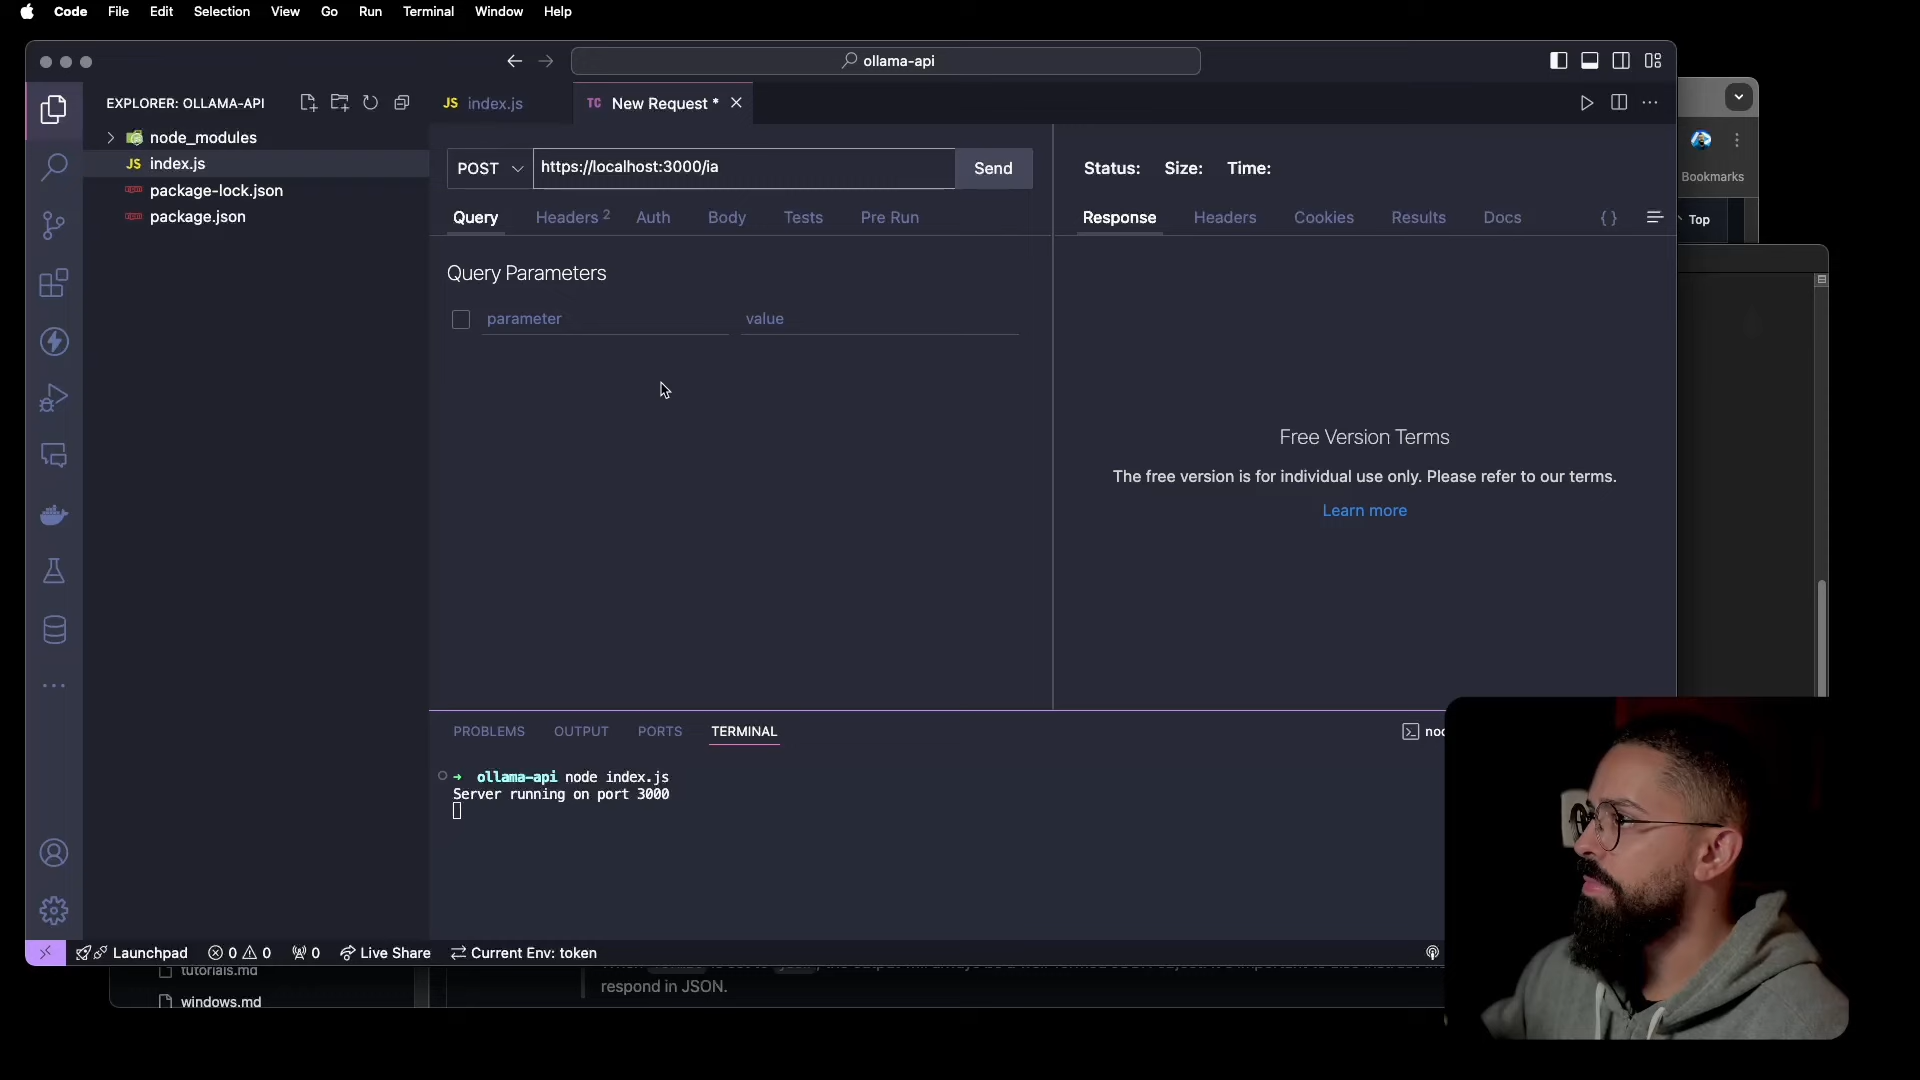 Code File Edit Selection View Go Run Terminal Window Help
ollama-api
EXPLORER: OLLAMA-API
JS index.js
TC New Request *
node_modules
JS index.js
package-lock.json
package.json
POST https://localhost:3000/ia Send
Status: Size: Time:
Bookmarks
Query Headers 2 Auth Body Tests Pre Run
Response Headers Cookies Results Docs {}
Top
Query Parameters
parameter value
Free Version Terms
The free version is for individual use only. Please refer to our terms.
Learn more
PROBLEMS OUTPUT PORTS TERMINAL
→ ollama-api node index.js
Server running on port 3000
Launchpad 0 0 0 Live Share Current Env: token
tutorials.md
respond in JSON.
windows.md